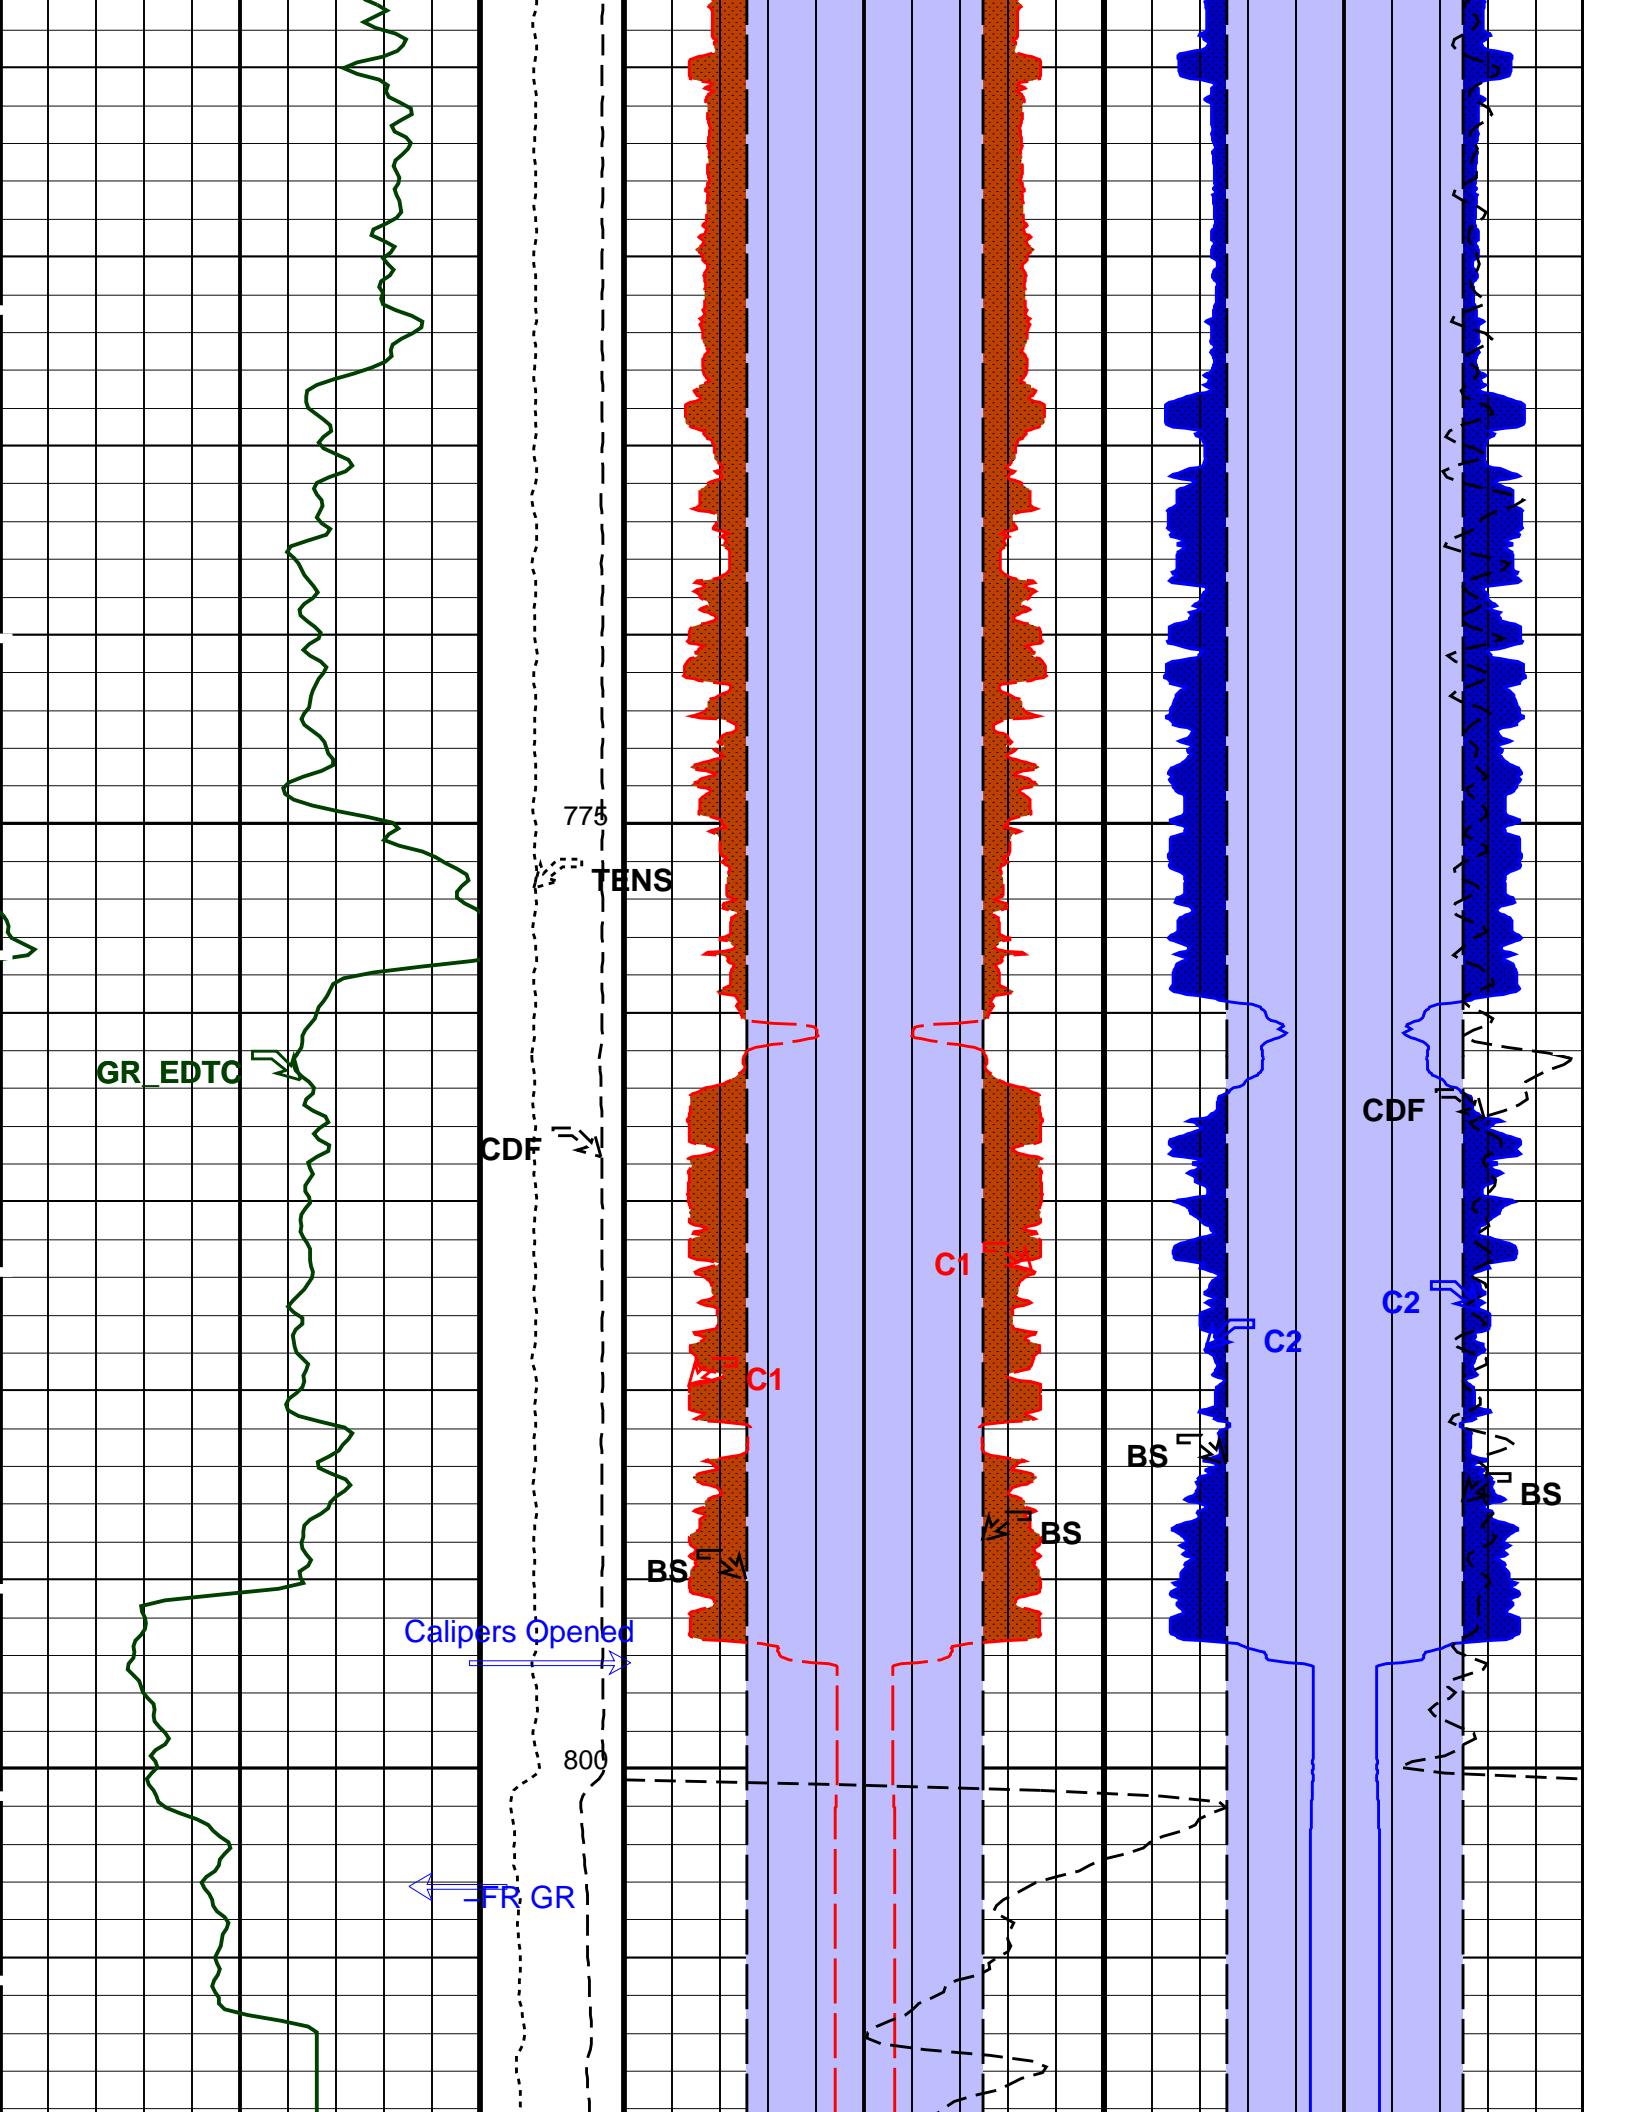 775
TENS
GR_EDTC
CDF
CDF
C1
C2
C2
C1
BS
BS
BS
BS
Calipers Opened
800
–FR GR